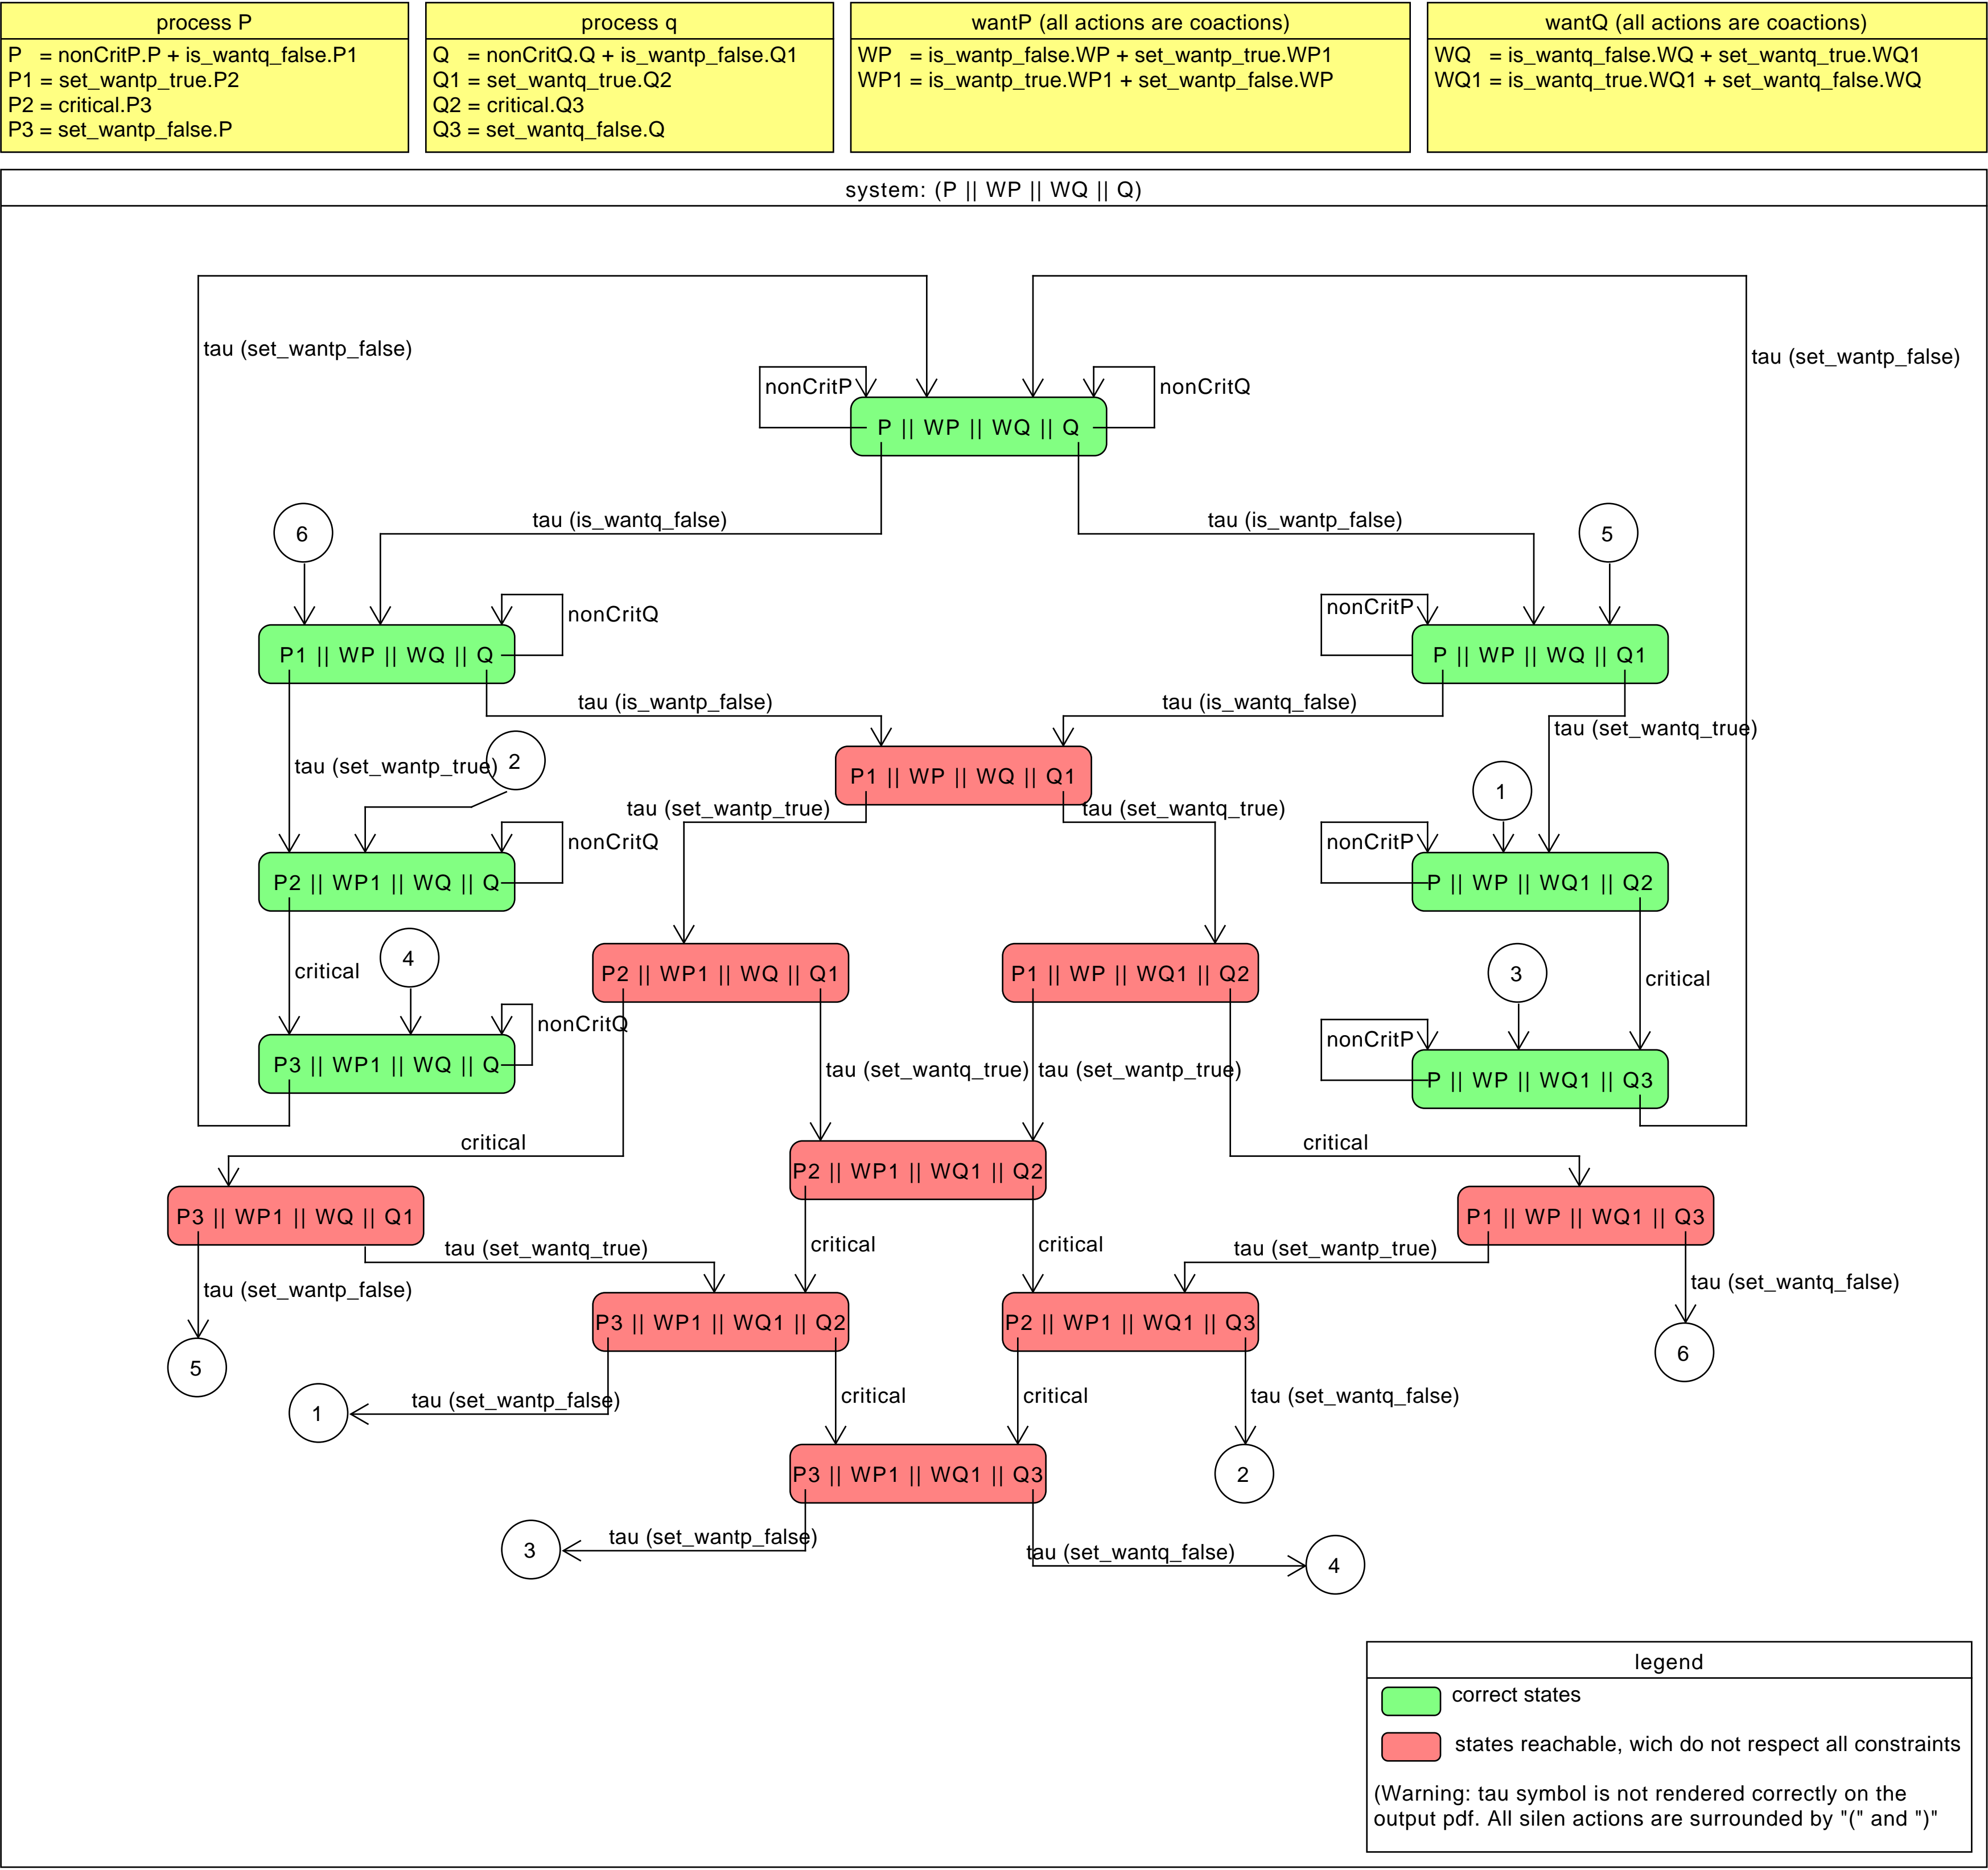 process P
P = nonCritP.P + is_wantq_false.P1
P1 = set_wantp_true.P2
P2 = critical.P3
P3 = set_wantp_false.P
process q
Q = nonCritQ.Q + is_wantp_false.Q1
Q1 = set_wantq_true.Q2
Q2 = critical.Q3
Q3 = set_wantq_false.Q
wantP (all actions are coactions)
WP = is_wantp_false.WP + set_wantp_true.WP1
WP1 = is_wantp_true.WP1 + set_wantp_false.WP
wantQ (all actions are coactions)
WQ = is_wantq_false.WQ + set_wantq_true.WQ1
WQ1 = is_wantq_true.WQ1 + set_wantq_false.WQ
system: (P || WP || WQ || Q)
tau (set_wantp_false)
tau (set_wantp_false)
nonCritP
nonCritQ
P || WP || WQ || Q
tau (is_wantq_false)
tau (is_wantp_false)
6
5
nonCritQ
nonCritP
P1 || WP || WQ || Q
P || WP || WQ || Q1
tau (is_wantp_false)
tau (is_wantq_false)
tau (set_wantq_true)
tau (set_wantp_true)
2
P1 || WP || WQ || Q1
1
tau (set_wantp_true)
tau (set_wantq_true)
nonCritQ
nonCritP
P2 || WP1 || WQ || Q
P || WP || WQ1 || Q2
critical
4
P2 || WP1 || WQ || Q1
P1 || WP || WQ1 || Q2
3
critical
nonCritQ
nonCritP
P3 || WP1 || WQ || Q
tau (set_wantq_true)
tau (set_wantp_true)
P || WP || WQ1 || Q3
critical
critical
P2 || WP1 || WQ1 || Q2
P3 || WP1 || WQ || Q1
P1 || WP || WQ1 || Q3
tau (set_wantq_true)
critical
critical
tau (set_wantp_true)
tau (set_wantp_false)
tau (set_wantq_false)
P3 || WP1 || WQ1 || Q2
P2 || WP1 || WQ1 || Q3
5
6
1
tau (set_wantp_false)
critical
critical
tau (set_wantq_false)
P3 || WP1 || WQ1 || Q3
2
3
tau (set_wantp_false)
tau (set_wantq_false)
4
legend
correct states
states reachable, wich do not respect all constraints
(Warning: tau symbol is not rendered correctly on the
output pdf. All silen actions are surrounded by "(" and ")"